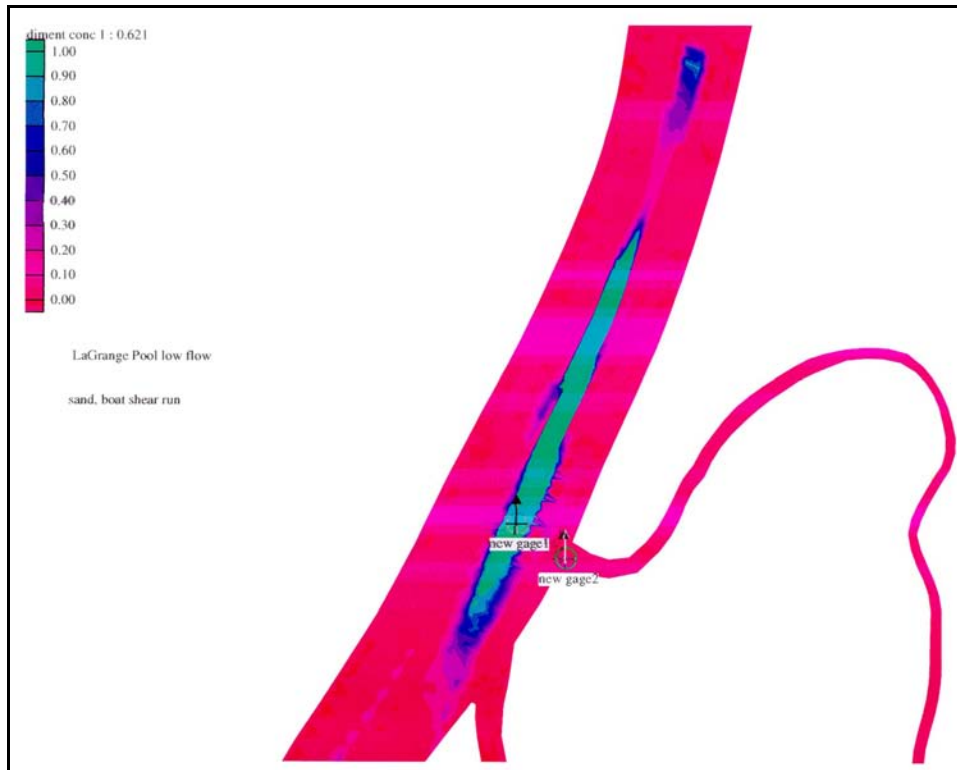 diment conc 1 : 0.621
1.00
0.90
0.80
0.70
0.60
0.50
0.40
0.30
0.20
0.10
0.00
LaGrange Pool low flow
sand, boat shear run
new gage1
new gage2